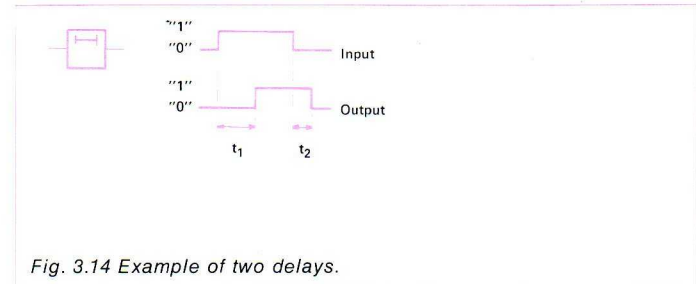 "1"
"0"
Input
"1"
"0"
Output
t1 t2
Fig. 3.14 Example of two delays.